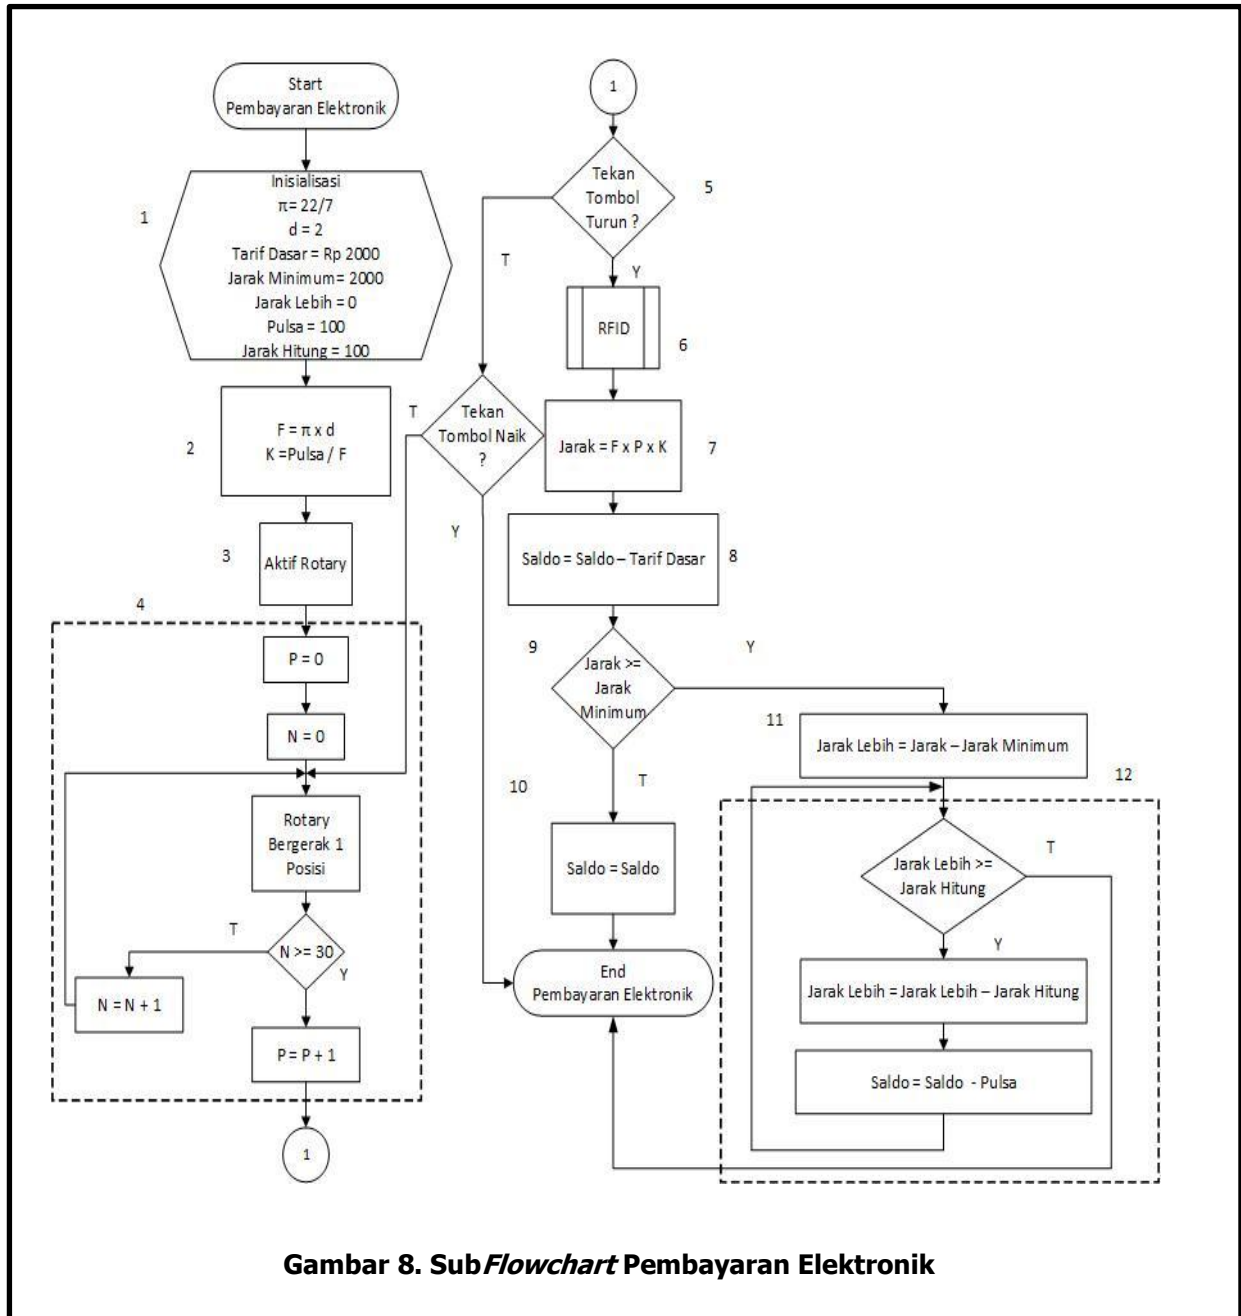 Start
Pembayaran Elektronik
1
Inisialisasi
π= 22/7
d = 2
Tarif Dasar = Rp 2000
Jarak Minimum= 2000
Jarak Lebih = 0
Pulsa = 100
Jarak Hitung = 100
2
F = π x d
K =Pulsa / F
3
Aktif Rotary
4
P = 0
N = 0
Rotary
Bergerak 1
Posisi
T
N >= 30
Y
N = N + 1
P = P + 1
1
1
Tekan
Tombol
Turun ?
5
T
Y
RFID
6
T
Tekan
Tombol Naik
?
Y
Jarak = F x P x K
7
Saldo = Saldo – Tarif Dasar
8
9
Jarak >=
Jarak
Minimum
Y
T
10
Saldo = Saldo
End
Pembayaran Elektronik
11
Jarak Lebih = Jarak – Jarak Minimum
12
Jarak Lebih >=
Jarak Hitung
T
Y
Jarak Lebih = Jarak Lebih – Jarak Hitung
Saldo = Saldo - Pulsa
Gambar 8. Sub Flowchart Pembayaran Elektronik